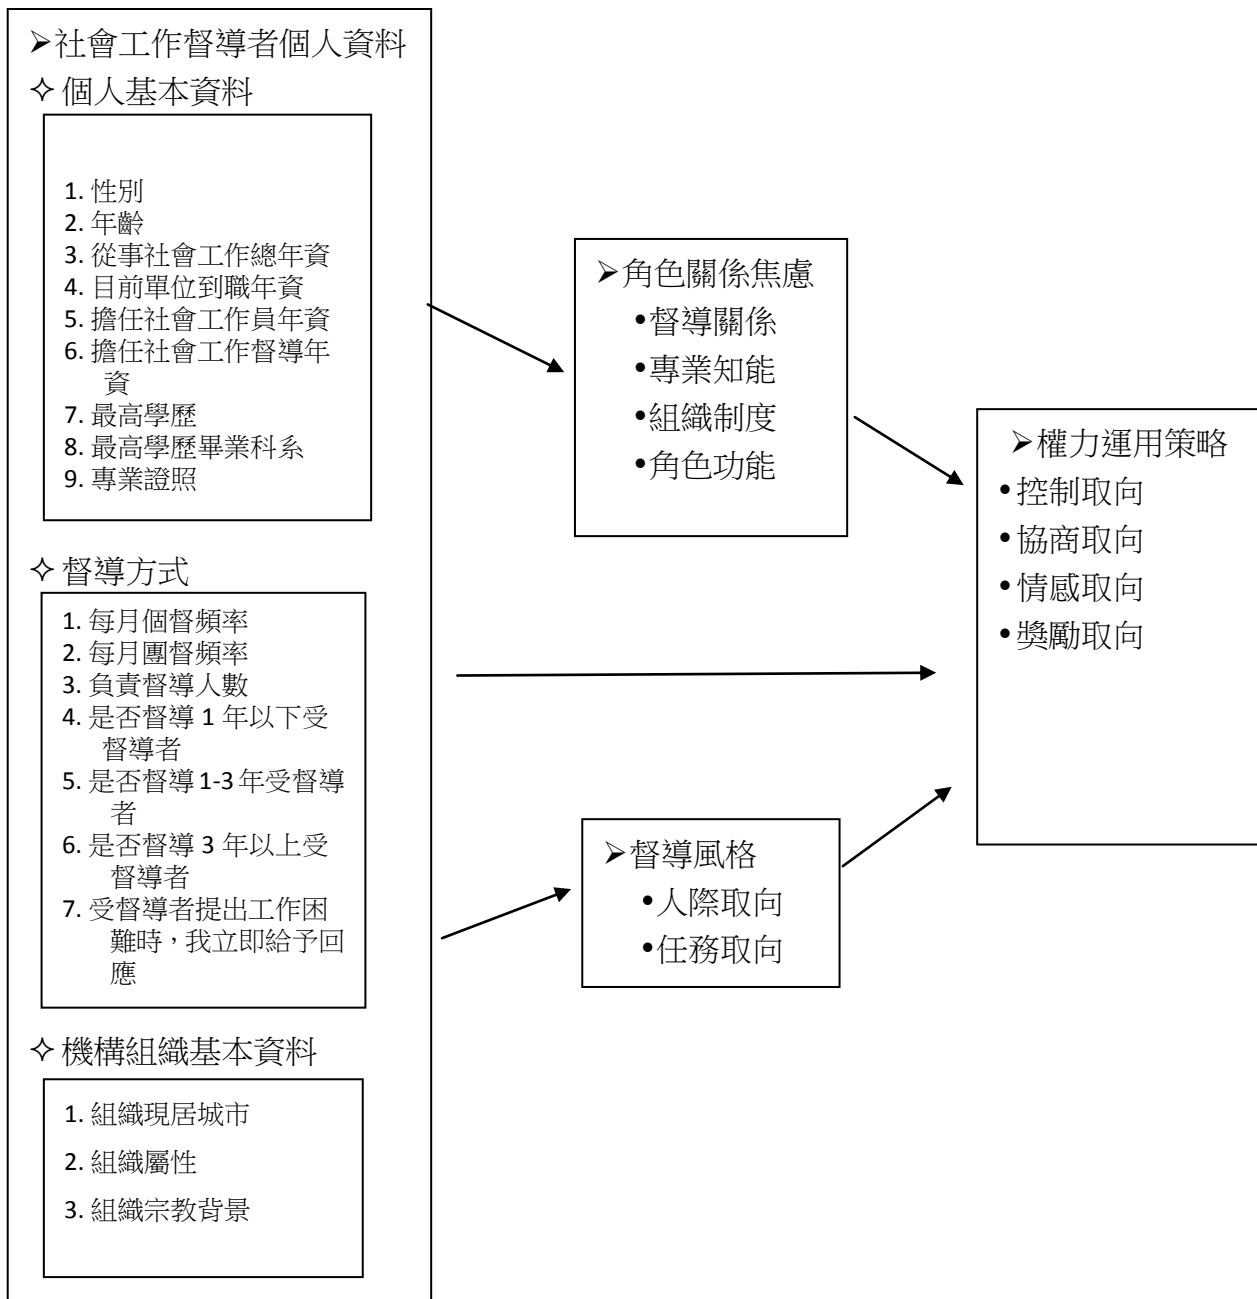 ➢社會工作督導者個人資料
✧個人基本資料
1. 性別
2. 年齡
3. 從事社會工作總年資
4. 目前單位到職年資
5. 擔任社會工作員年資
6. 擔任社會工作督導年
資
7. 最高學歷
8. 最高學歷畢業科系
9. 專業證照
✧督導方式
1. 每月個督頻率
2. 每月團督頻率
3. 負責督導人數
4. 是否督導 1 年以下受
督導者
5. 是否督導 1-3 年受督導
者
6. 是否督導 3 年以上受
督導者
7. 受督導者提出工作困
難時，我立即給予回
應
✧機構組織基本資料
1. 組織現居城市
2. 組織屬性
3. 組織宗教背景
➢角色關係焦慮
•督導關係
•專業知能
•組織制度
•角色功能
➢督導風格
•人際取向
•任務取向
➢權力運用策略
•控制取向
•協商取向
•情感取向
•獎勵取向